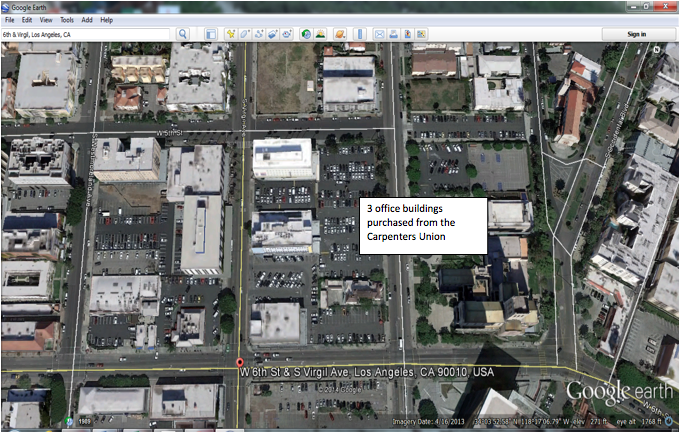 Google Earth
File Edit View Tools Add Help
6th & Virgil, Los Angeles, CA
Sign in
N
W 5th St
3 office buildings
purchased from the
Carpenters Union
W 6th St & S Virgil Ave, Los Angeles, CA 90010, USA
© 2014 Google
Google earth
W 6th
1989
Imagery Date: 4/16/2013 34°03'52.58" N 118°17'06.79" W elev 271 ft eye alt 1768 ft